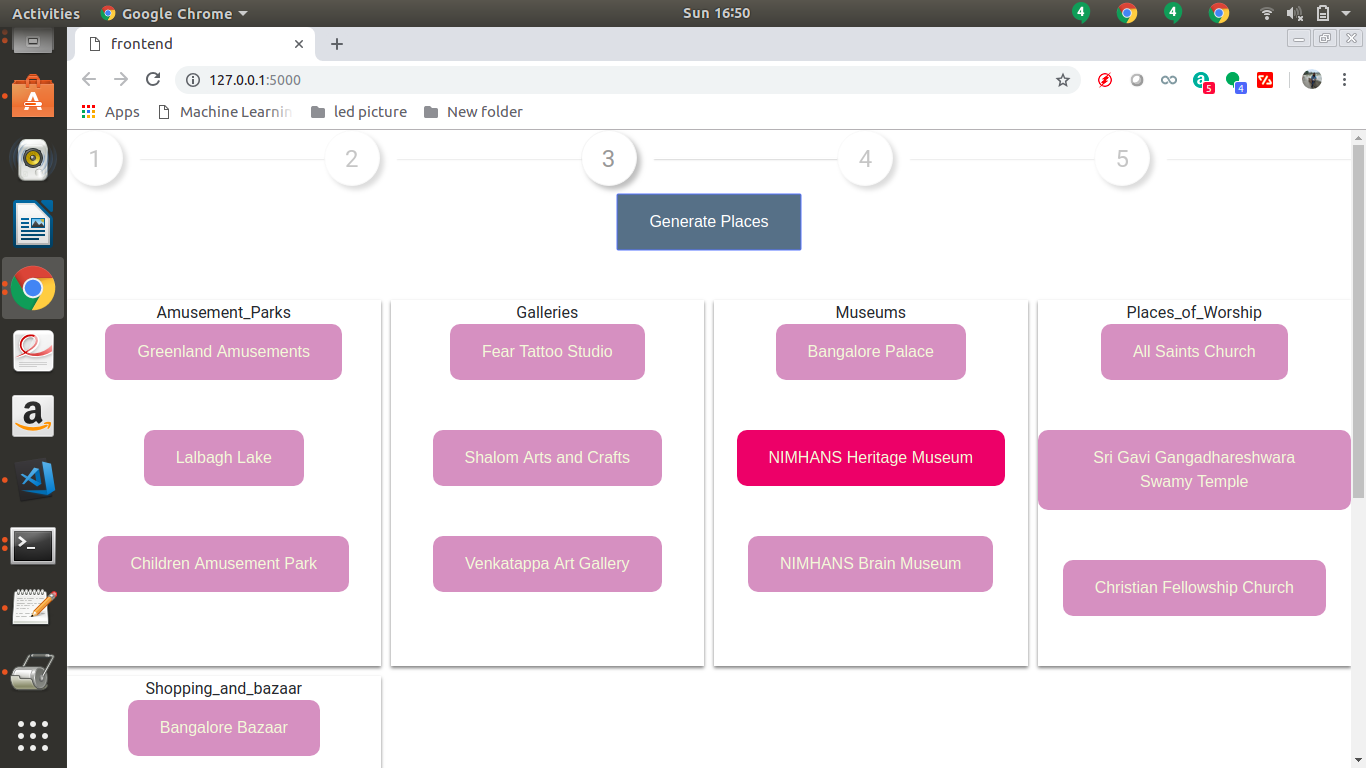 Activities
Google Chrome
Sun 16:50
4
4
frontend
127.0.0.1:5000
5
4
Apps
Machine Learnin
led picture
New folder
1
2
3
4
5
Generate Places
Amusement_Parks
Greenland Amusements
Lalbagh Lake
Children Amusement Park
Galleries
Fear Tattoo Studio
Shalom Arts and Crafts
Venkatappa Art Gallery
Museums
Bangalore Palace
NIMHANS Heritage Museum
NIMHANS Brain Museum
Places_of_Worship
All Saints Church
Sri Gavi Gangadhareshwara
Swamy Temple
Christian Fellowship Church
Shopping_and_bazaar
Bangalore Bazaar